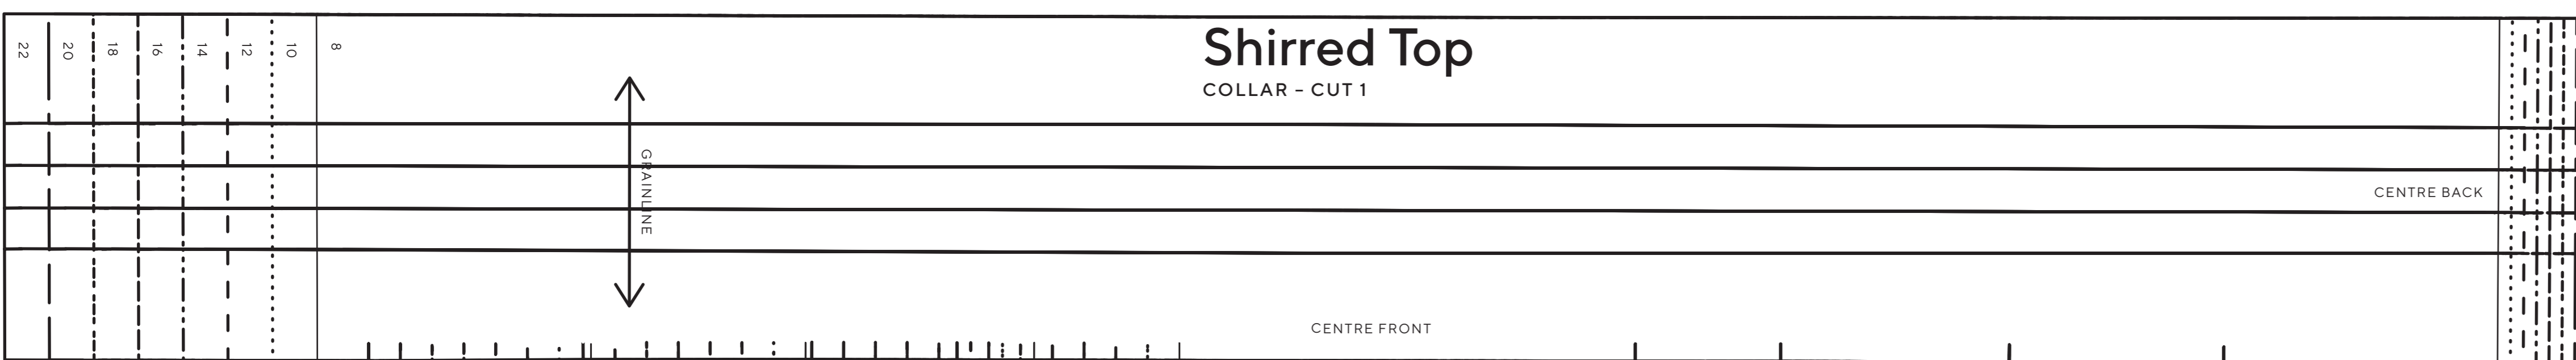 22
20
18
16
14
12
10
8
Shirred Top
COLLAR – CUT 1
GRAINLINE
CENTRE BACK
CENTRE FRONT